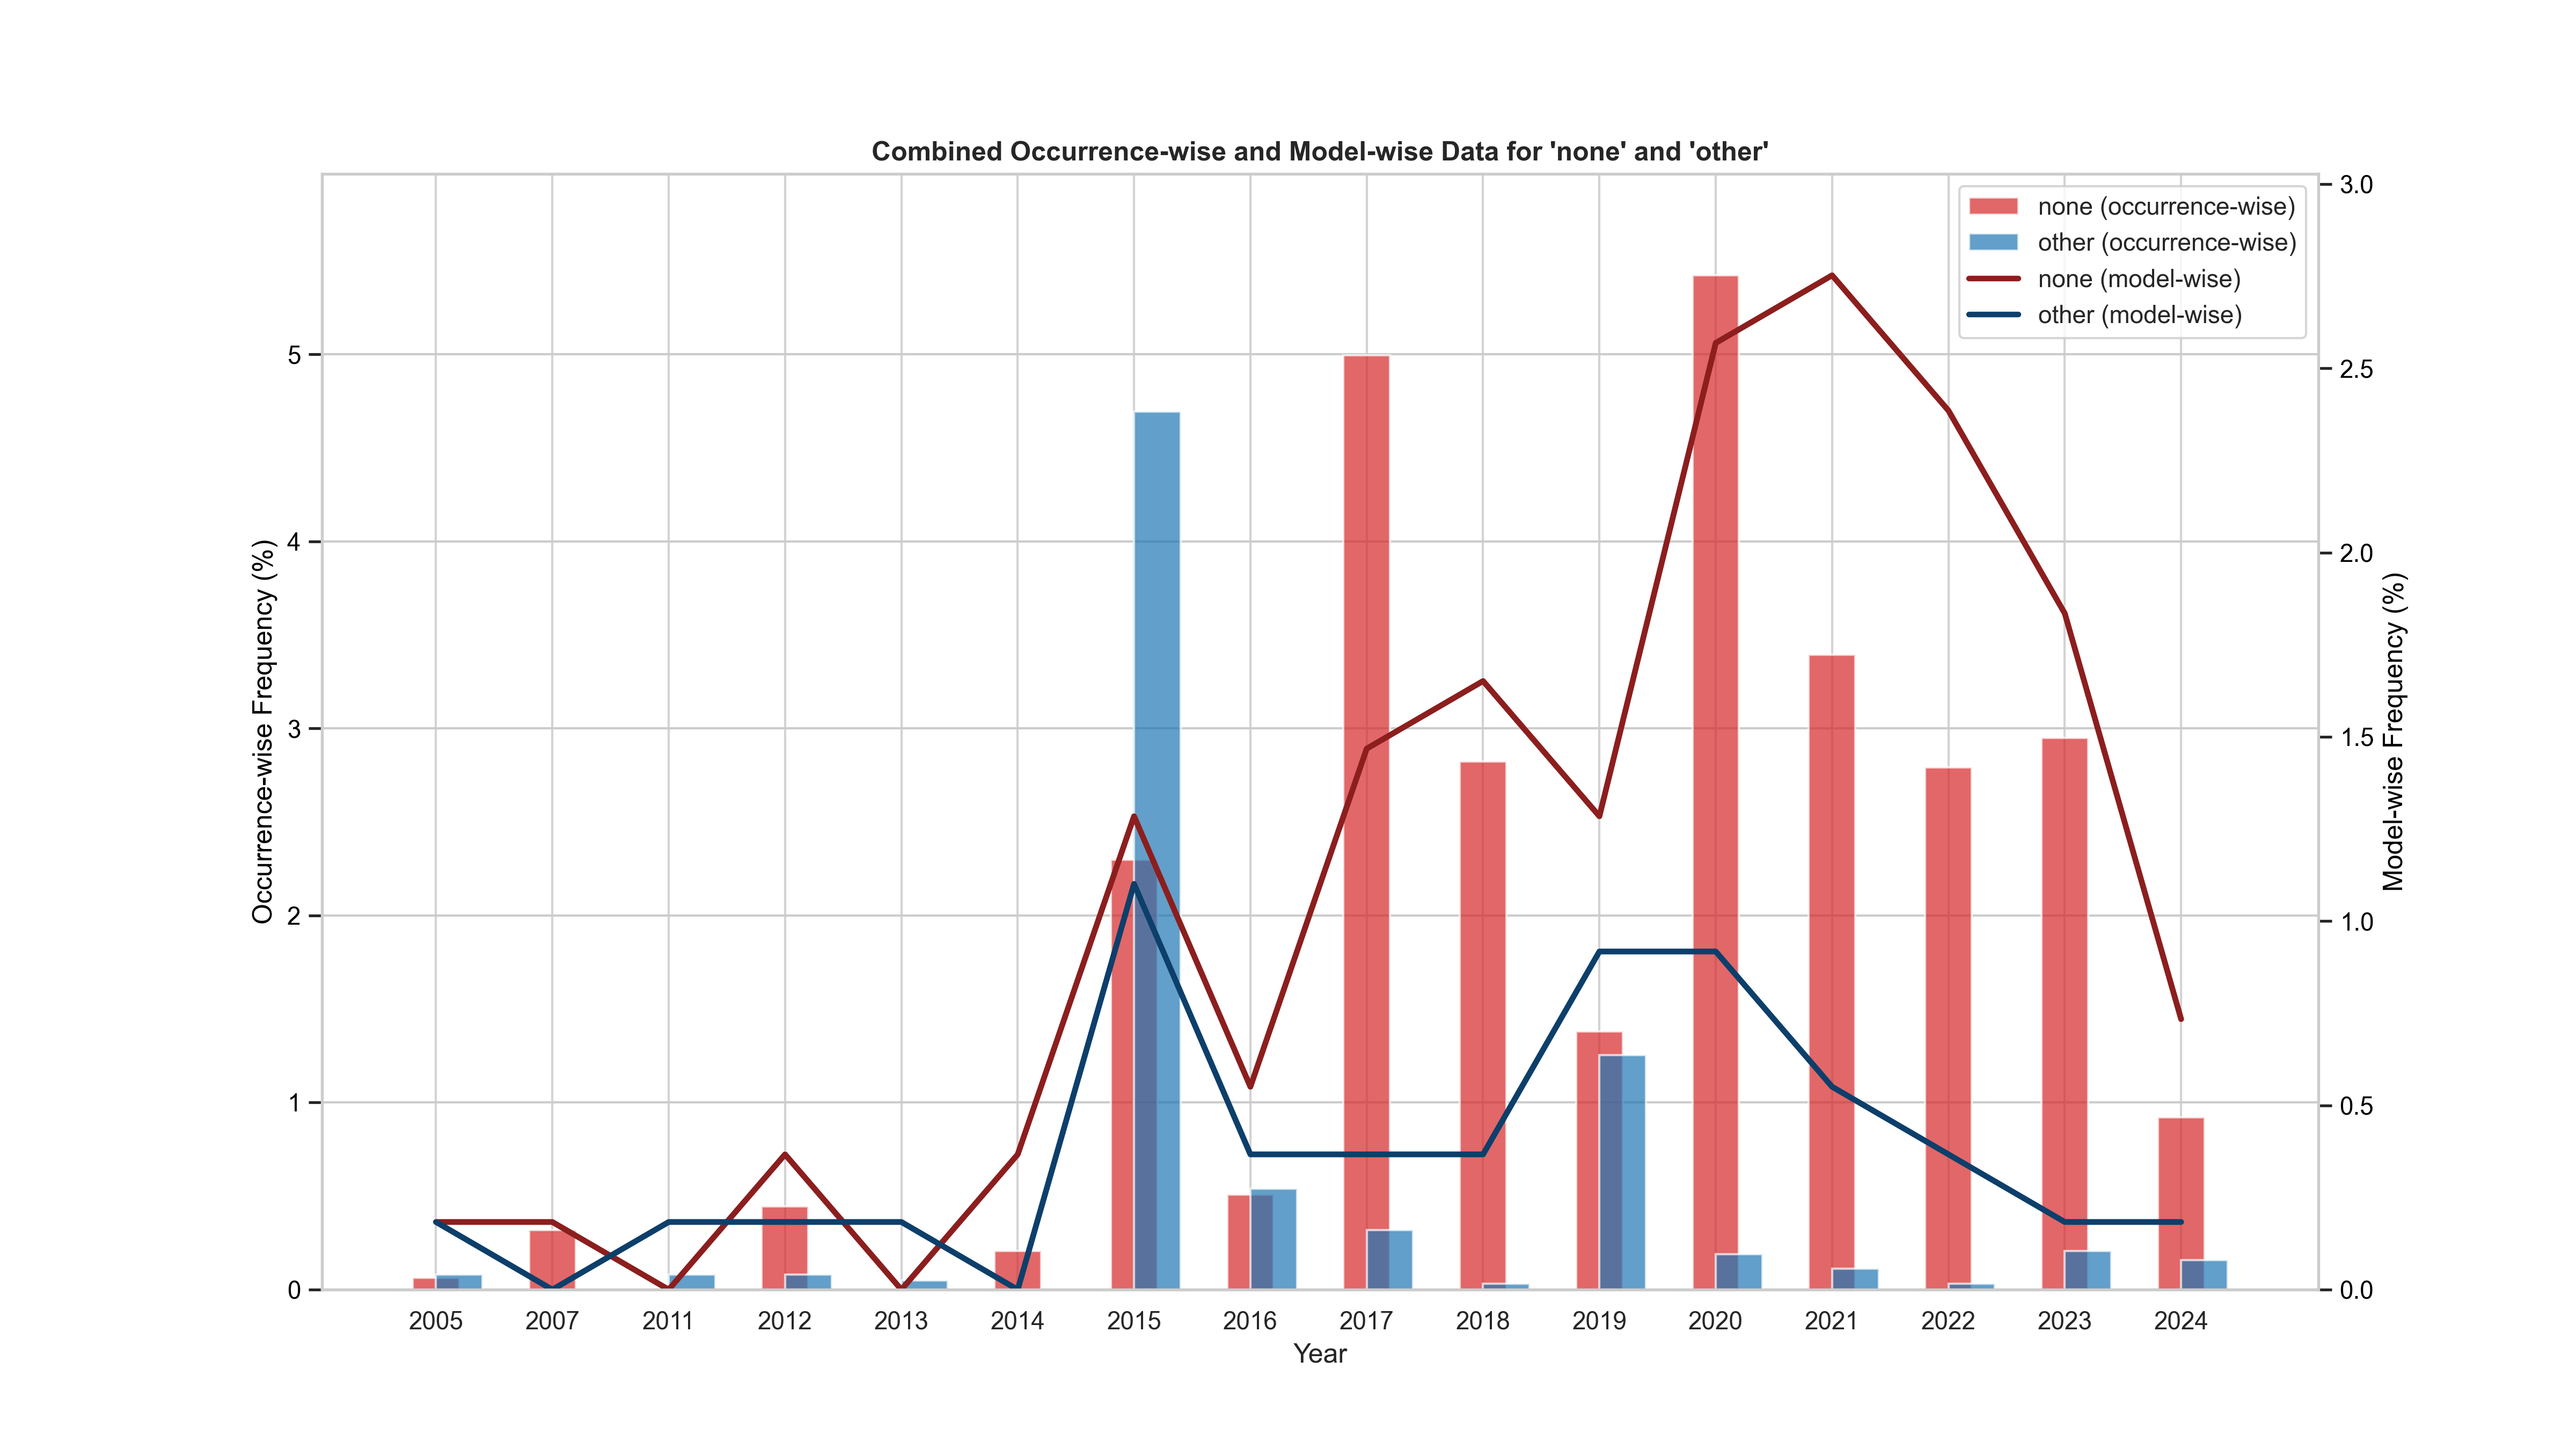 Combined Occurrence-wise and Model-wise Data for 'none' and 'other'
none (occurrence-wise)
other (occurrence-wise)
none (model-wise)
other (model-wise)
Occurrence-wise Frequency (%)
5
4
3
2
1
0
3.0
2.5
2.0
1.5
1.0
0.5
0.0
Model-wise Frequency (%)
2005 2007 2011 2012 2013 2014 2015 2016 2017 2018 2019 2020 2021 2022 2023 2024
Year